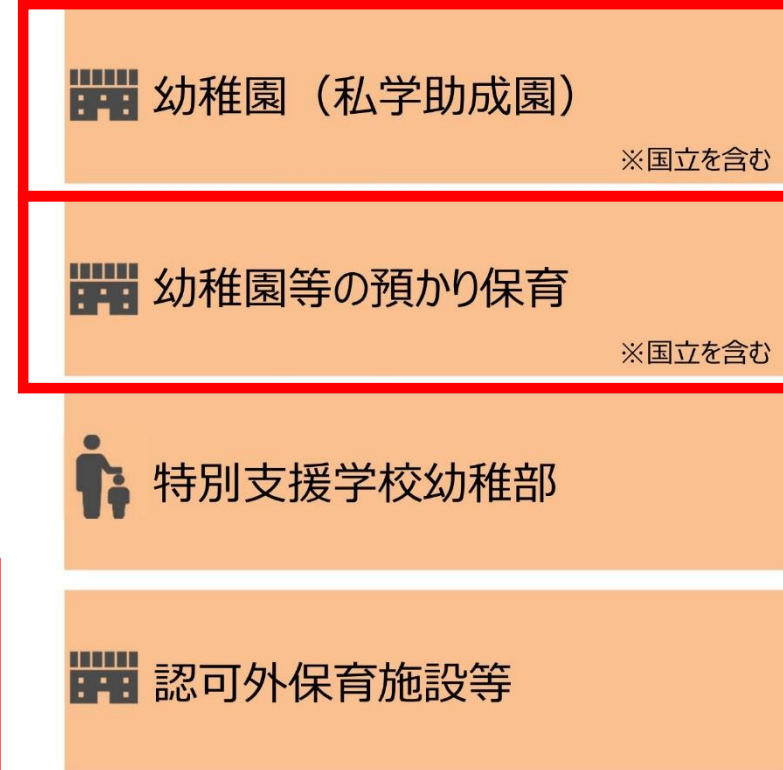 幼稚園（私学助成園）
※国立を含む
幼稚園等の預かり保育
※国立を含む
特別支援学校幼稚部
認可外保育施設等